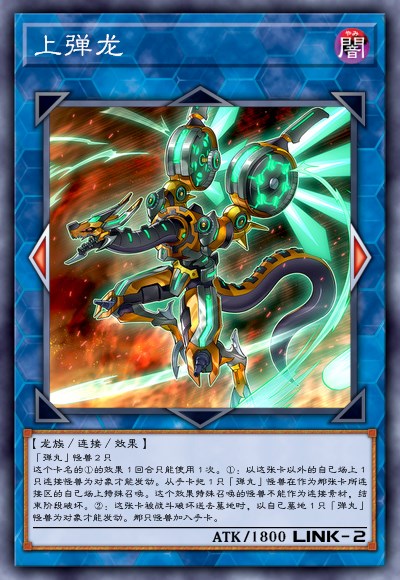 上弹龙
やみ
闇
【龙族/连接/效果】
「弹丸」怪兽2只
这个卡名的①的效果1回合只能使用1次。①：以这张卡以外的自己场上1
只连接怪兽为对象才能发动。从手卡把1只「弹丸」怪兽在作为那张卡所连
接区的自己场上特殊召唤。这个效果特殊召唤的怪兽不能作为连接素材，结
束阶段破坏。②：这张卡被战斗破坏送去墓地时，以自己墓地1只「弹丸」
怪兽为对象才能发动。那只怪兽加入手卡。
ATK/1800 LINK-2